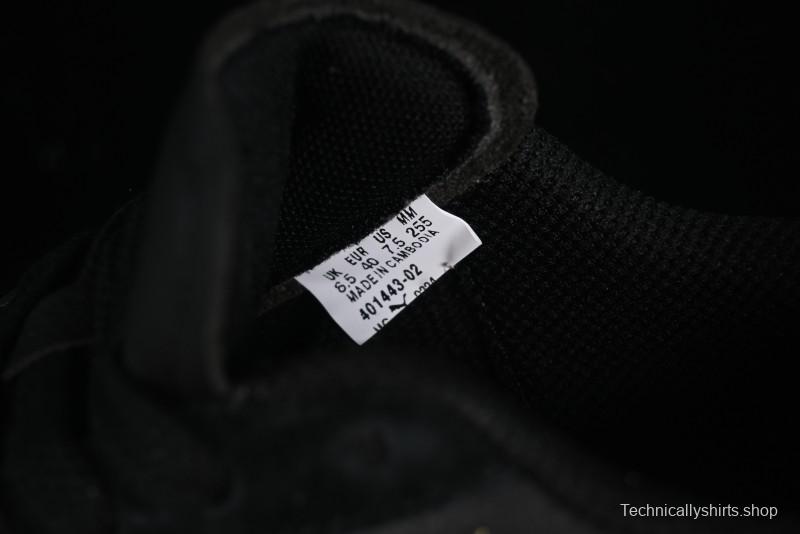 UK EUR US MM
6.5 40 7.5 255
MADE IN CAMBODIA
401443-02
Technicallyshirts.shop